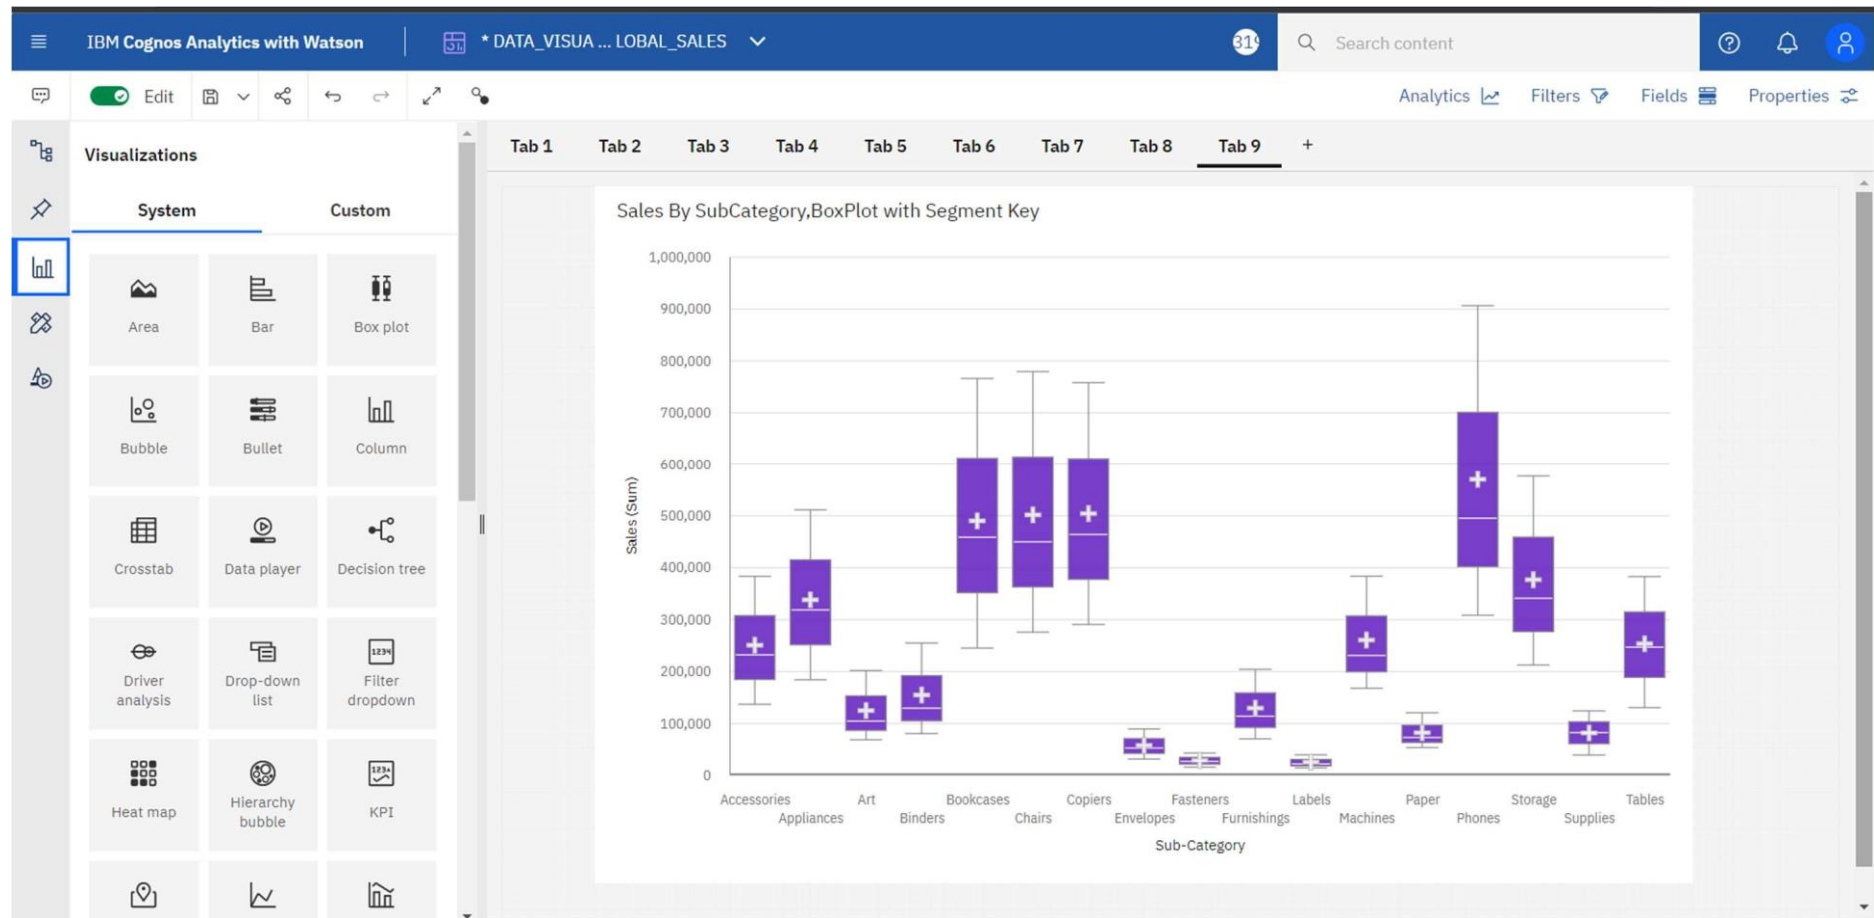 IBM Cognos Analytics with Watson
* DATA_VISUA ... LOBAL_SALES
Search content
Edit
Analytics
Filters
Fields
Properties
Visualizations
System Custom
Area Bar Box plot
Bubble Bullet Column
Crosstab Data player Decision tree
Driver analysis
Drop-down list
Filter dropdown
Heat map
Hierarchy bubble
KPI
Tab 1 Tab 2 Tab 3 Tab 4 Tab 5 Tab 6 Tab 7 Tab 8 Tab 9 +
Sales By SubCategory,BoxPlot with Segment Key
1,000,000
900,000
800,000
700,000
600,000
500,000
400,000
300,000
200,000
100,000
0
Sales (Sum)
Accessories Art Bookcases Copiers Fasteners Labels Paper Storage Tables
Appliances Binders Chairs Envelopes Furnishings Machines Phones Supplies
Sub-Category